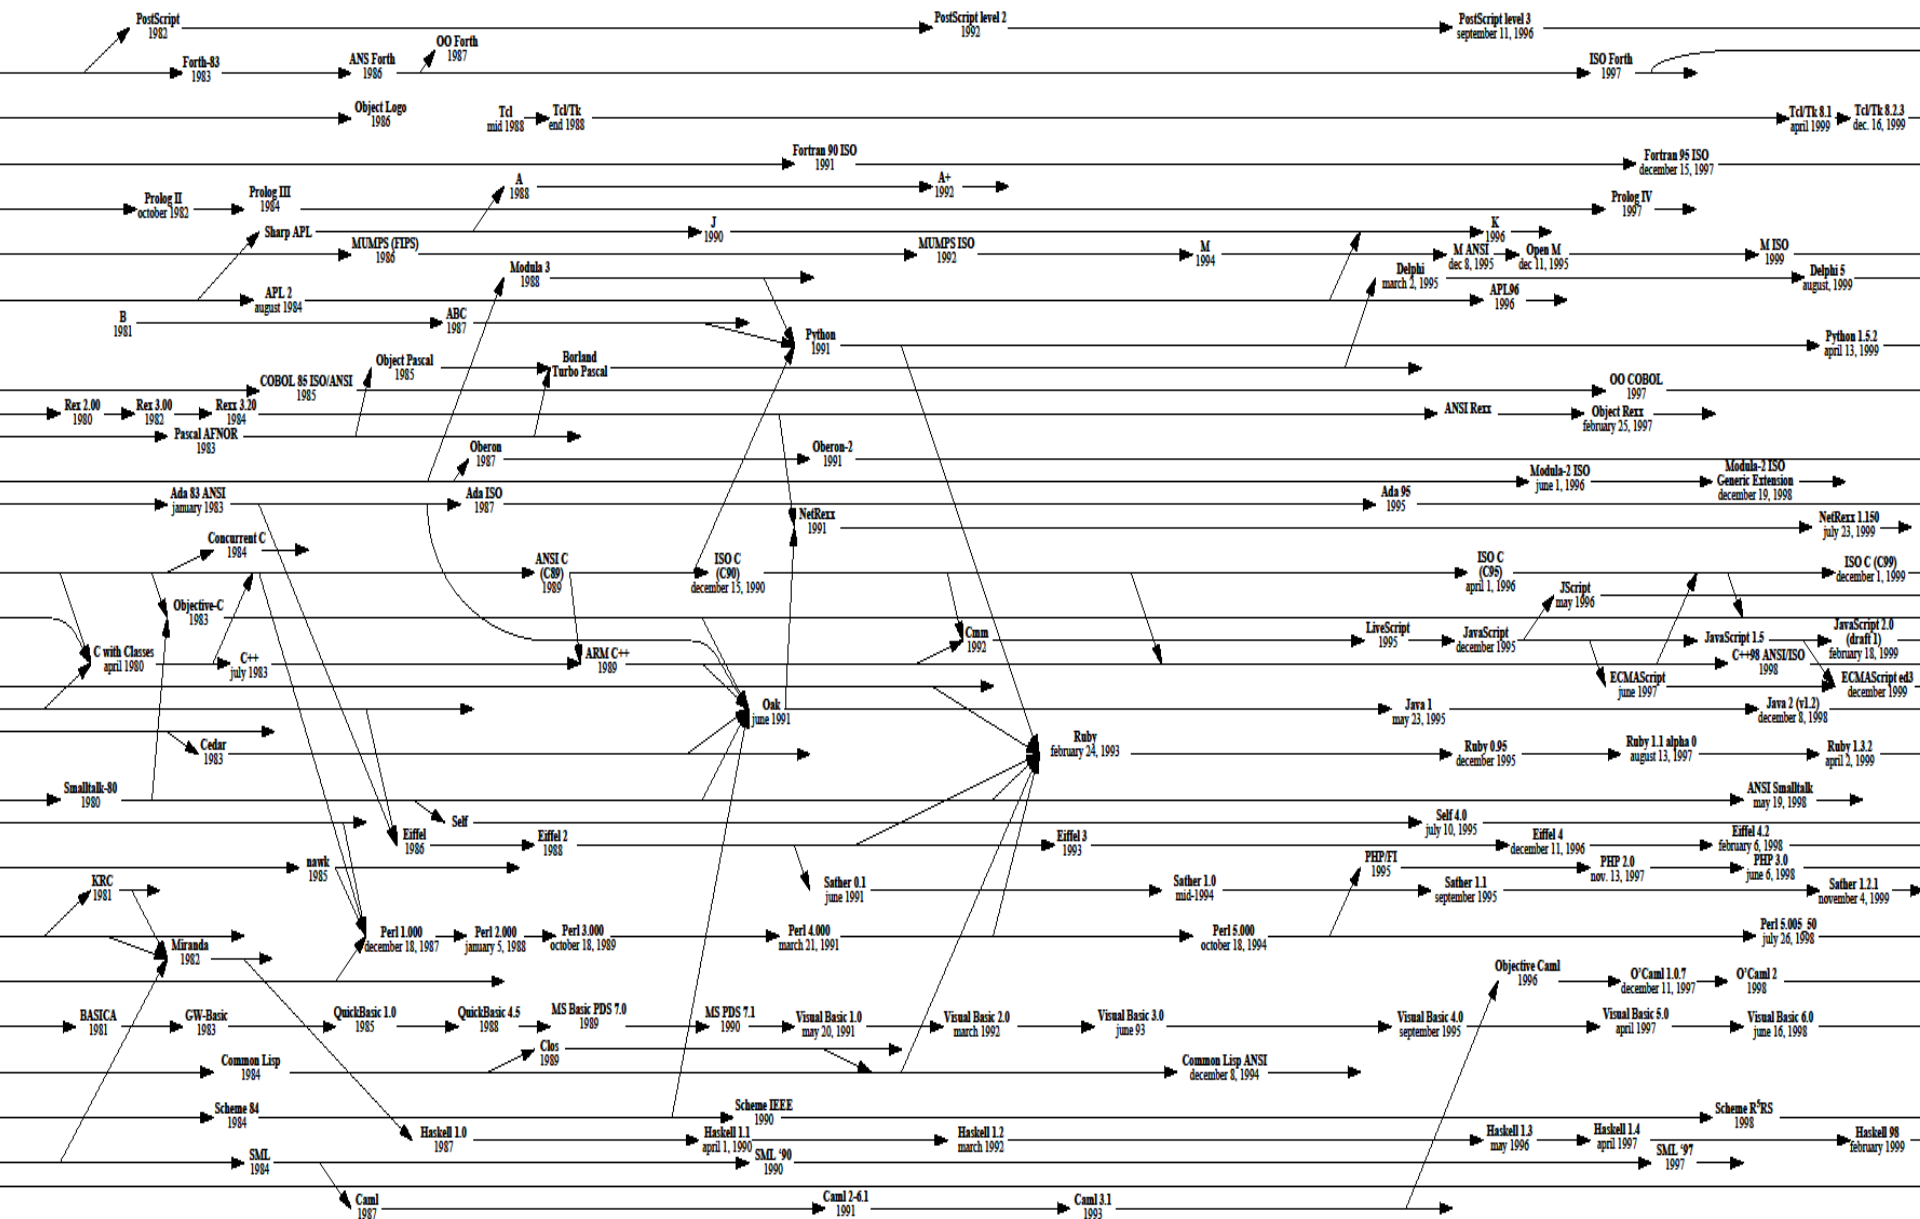 PostScript
1982
PostScript level 2
1992
PostScript level 3
september 11, 1996
OO Forth
1987
Forth-83
1983
ANS Forth
1986
ISO Forth
1997
Object Logo
1986
Tcl
mid 1988
Tcl/Tk
end 1988
Tcl/Tk 8.1
april 1999
Tcl/Tk 8.2.3
dec. 16, 1999
Fortran 90 ISO
1991
Fortran 95 ISO
december 15, 1997
A
1988
A+
1992
Prolog II
october 1982
Prolog III
1984
Prolog IV
1997
Sharp APL
J
1990
K
1996
MUMPS (FIPS)
1986
MUMPS ISO
1992
M
1994
M ANSI
dec 8, 1995
Open M
dec 11, 1995
M ISO
1999
Modula 3
1988
Delphi
march 2, 1995
Delphi 5
august, 1999
APL 2
august 1984
APL96
1996
B
1981
ABC
1987
Python
1991
Python 1.5.2
april 13, 1999
Object Pascal
1985
Borland
Turbo Pascal
COBOL 85 ISO/ANSI
1985
OO COBOL
1997
Rex 2.00
1980
Rex 3.00
1982
Rexx 3.20
1984
ANSI Rexx
Object Rexx
february 25, 1997
Pascal AFNOR
1983
Oberon
1987
Oberon-2
1991
Modula-2 ISO
june 1, 1996
Modula-2 ISO
Generic Extension
december 19, 1998
Ada 83 ANSI
january 1983
Ada ISO
1987
Ada 95
1995
NetRexx
1991
NetRexx 1.150
july 23, 1999
Concurrent C
1984
ANSI C
(C89)
1989
ISO C
(C90)
december 15, 1990
ISO C
(C95)
april 1, 1996
ISO C (C99)
december 1, 1999
JScript
may 1996
Objective-C
1983
Cmm
1992
LiveScript
1995
JavaScript
december 1995
JavaScript 1.5
JavaScript 2.0
(draft 1)
february 18, 1999
C with Classes
april 1980
C++
july 1983
ARM C++
1989
C++98 ANSI/ISO
1998
ECMAScript
june 1997
ECMAScript ed3
december 1999
Oak
june 1991
Java 1
may 23, 1995
Java 2 (v1.2)
december 8, 1998
Cedar
1983
Ruby
february 24, 1993
Ruby 0.95
december 1995
Ruby 1.1 alpha 0
august 13, 1997
Ruby 1.3.2
april 2, 1999
Smalltalk-80
1980
ANSI Smalltalk
may 19, 1998
Self
Self 4.0
july 10, 1995
Eiffel
1986
Eiffel 2
1988
Eiffel 3
1993
Eiffel 4
december 11, 1996
Eiffel 4.2
february 6, 1998
nawk
1985
PHP/FI
1995
PHP 2.0
nov. 13, 1997
PHP 3.0
june 6, 1998
KRC
1981
Sather 0.1
june 1991
Sather 1.0
mid-1994
Sather 1.1
september 1995
Sather 1.2.1
november 4, 1999
Perl 1.000
december 18, 1987
Perl 2.000
january 5, 1988
Perl 3.000
october 18, 1989
Perl 4.000
march 21, 1991
Perl 5.000
october 18, 1994
Perl 5.005_50
july 26, 1998
Miranda
1982
Objective Caml
1996
O'Caml 1.0.7
december 11, 1997
O'Caml 2
1998
BASICA
1981
GW-Basic
1983
QuickBasic 1.0
1985
QuickBasic 4.5
1988
MS Basic PDS 7.0
1989
MS PDS 7.1
1990
Visual Basic 1.0
may 20, 1991
Visual Basic 2.0
march 1992
Visual Basic 3.0
june 93
Visual Basic 4.0
september 1995
Visual Basic 5.0
april 1997
Visual Basic 6.0
june 16, 1998
Clos
1989
Common Lisp
1984
Common Lisp ANSI
december 8, 1994
Scheme 84
1984
Scheme IEEE
1990
Scheme R⁵RS
1998
Haskell 1.0
1987
Haskell 1.1
april 1, 1990
Haskell 1.2
march 1992
Haskell 1.3
may 1996
Haskell 1.4
april 1997
Haskell 98
february 1999
SML
1984
SML '90
1990
SML '97
1997
Caml
1987
Caml 2-6.1
1991
Caml 3.1
1993